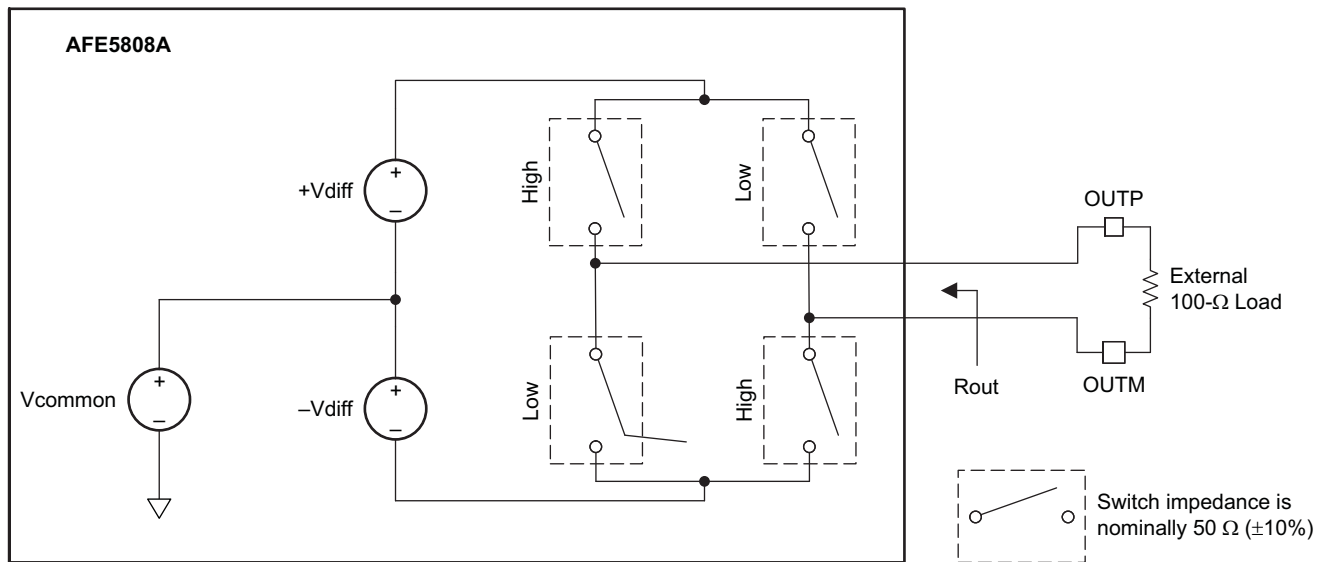 AFE5808A
+Vdiff
High
Low
OUTP
External
100-Ω Load
Vcommon
–Vdiff
Low
High
Rout
OUTM
Switch impedance is
nominally 50 Ω (±10%)
+
–
+
–
+
–